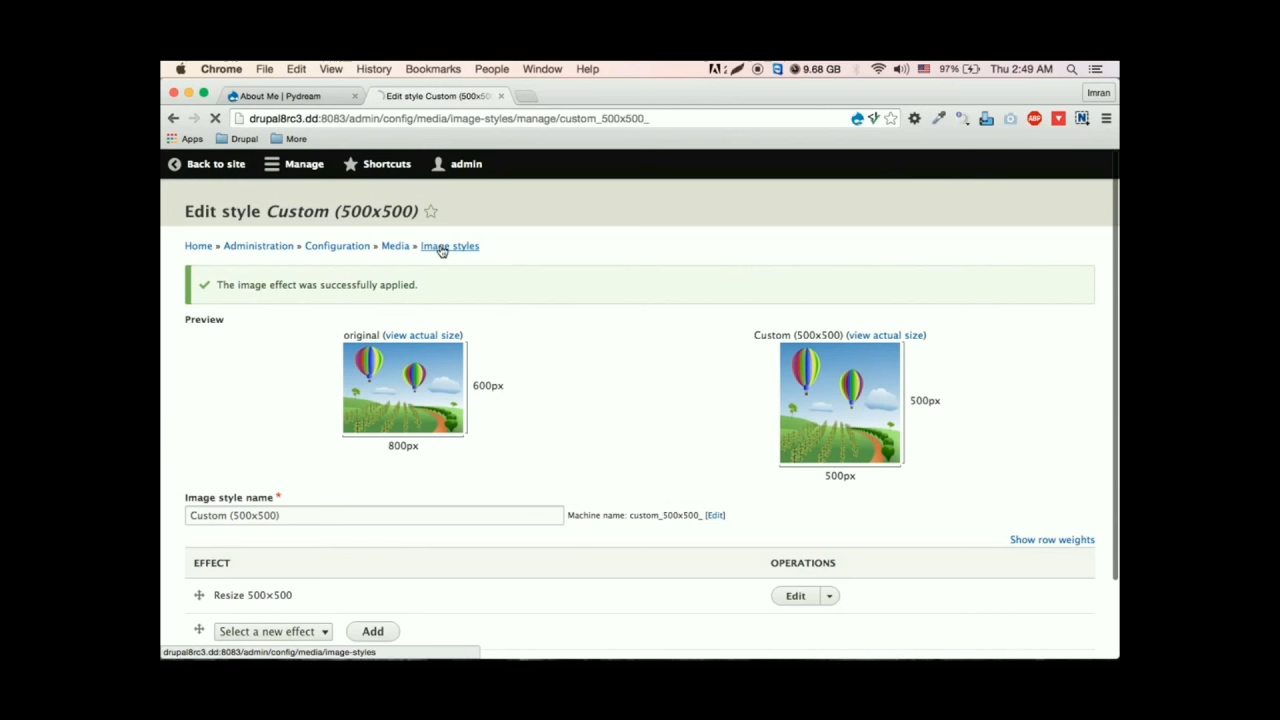 Chrome File Edit View History Bookmarks People Window Help 9.68 GB 97% Thu 2:49 AM
About Me | Pydream Edit style Custom (500x50 Imran
drupal8rc3.dd:8083/admin/config/media/image-styles/manage/custom_500x500_ ABP
Apps Drupal More
Back to site Manage Shortcuts admin
Edit style Custom (500x500)
Home » Administration » Configuration » Media » Image styles
The image effect was successfully applied.
Preview
original (view actual size) Custom (500x500) (view actual size)
600px
500px
800px
500px
Image style name *
Custom (500x500) Machine name: custom_500x500_ [Edit]
Show row weights
EFFECT OPERATIONS
Resize 500×500 Edit
Select a new effect Add
drupal8rc3.dd:8083/admin/config/media/image-styles